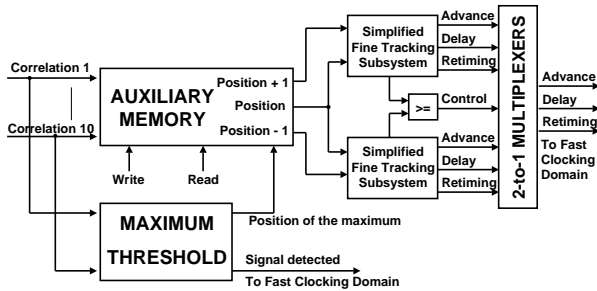 Correlation 1
Correlation 10
AUXILIARY
MEMORY
Position + 1
Position
Position - 1
Write
Read
MAXIMUM
THRESHOLD
Position of the maximum
Signal detected
To Fast Clocking Domain
Simplified
Fine Tracking
Subsystem
Advance
Delay
Retiming
>=
Control
Simplified
Fine Tracking
Subsystem
Advance
Delay
Retiming
2-to-1 MULTIPLEXERS
Advance
Delay
Retiming
To Fast
Clocking
Domain